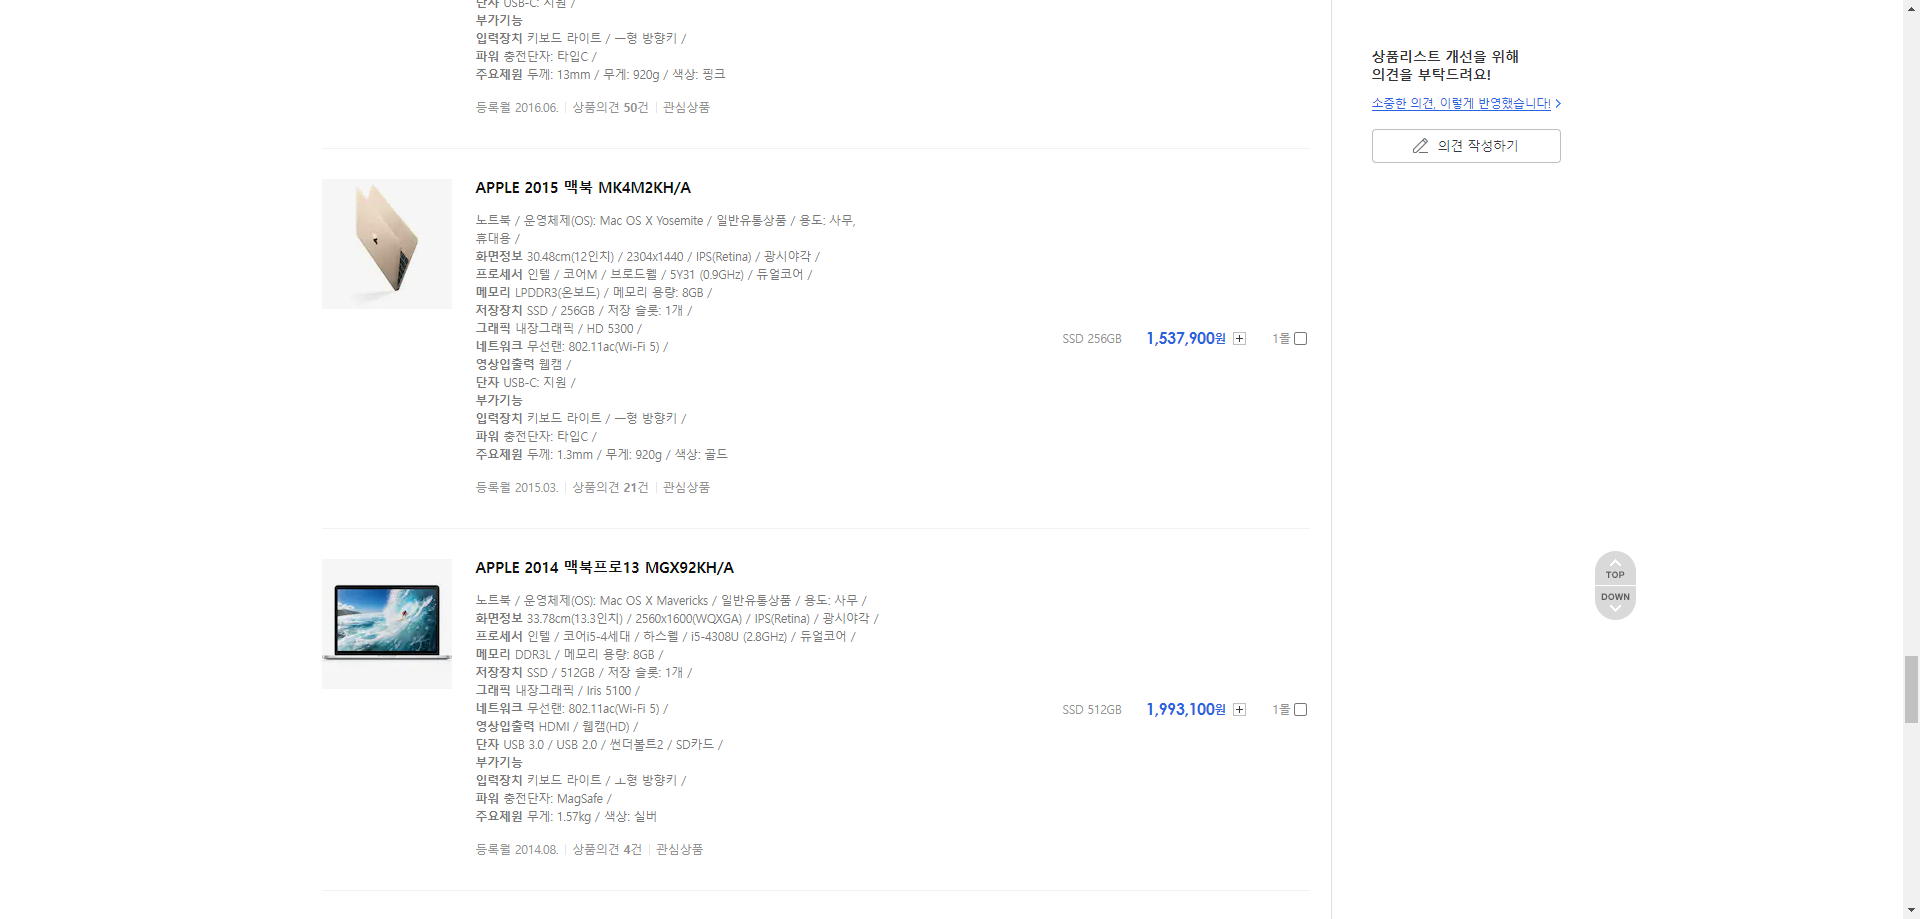 단자 USB-C: 지원 /
부가기능
입력장치 키보드 라이트 / ㅡ형 방향키 /
파워 충전단자: 타입C /
주요제원 두께: 13mm / 무게: 920g / 색상: 핑크
등록월 2016.06. 상품의견 50건 관심상품
APPLE 2015 맥북 MK4M2KH/A
노트북 / 운영체제(OS): Mac OS X Yosemite / 일반유통상품 / 용도: 사무,
휴대용 /
화면정보 30.48cm(12인치) / 2304x1440 / IPS(Retina) / 광시야각 /
프로세서 인텔 / 코어M / 브로드웰 / 5Y31 (0.9GHz) / 듀얼코어 /
메모리 LPDDR3(온보드) / 메모리 용량: 8GB /
저장장치 SSD / 256GB / 저장 슬롯: 1개 /
그래픽 내장그래픽 / HD 5300 /
네트워크 무선랜: 802.11ac(Wi-Fi 5) /
영상입출력 웹캠 /
단자 USB-C: 지원 /
부가기능
입력장치 키보드 라이트 / ㅡ형 방향키 /
파워 충전단자: 타입C /
주요제원 두께: 1.3mm / 무게: 920g / 색상: 골드
SSD 256GB 1,537,900원 1몰
등록월 2015.03. 상품의견 21건 관심상품
APPLE 2014 맥북프로13 MGX92KH/A
노트북 / 운영체제(OS): Mac OS X Mavericks / 일반유통상품 / 용도: 사무 /
화면정보 33.78cm(13.3인치) / 2560x1600(WQXGA) / IPS(Retina) / 광시야각 /
프로세서 인텔 / 코어i5-4세대 / 하스웰 / i5-4308U (2.8GHz) / 듀얼코어 /
메모리 DDR3L / 메모리 용량: 8GB /
저장장치 SSD / 512GB / 저장 슬롯: 1개 /
그래픽 내장그래픽 / Iris 5100 /
네트워크 무선랜: 802.11ac(Wi-Fi 5) /
영상입출력 HDMI / 웹캠(HD) /
단자 USB 3.0 / USB 2.0 / 썬더볼트2 / SD카드 /
부가기능
입력장치 키보드 라이트 / ㅗ형 방향키 /
파워 충전단자: MagSafe /
주요제원 무게: 1.57kg / 색상: 실버
SSD 512GB 1,993,100원 1몰
등록월 2014.08. 상품의견 4건 관심상품
상품리스트 개선을 위해
의견을 부탁드려요!
소중한 의견, 이렇게 반영했습니다!
의견 작성하기
TOP
DOWN